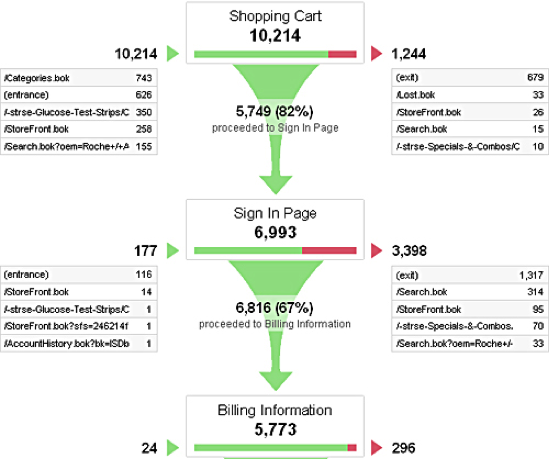 Shopping Cart
10,214
10,214
1,244
/Categories.bok 743
(entrance) 626
/-strse-Glucose-Test-Strips/C 350
/StoreFront.bok 258
/Search.bok?oem=Roche+/+A 155
(exit) 679
/Lost.bok 33
/StoreFront.bok 26
/Search.bok 15
/-strse-Specials-&-Combos/C 10
5,749 (82%)
proceeded to Sign In Page
Sign In Page
6,993
177
3,398
(entrance) 116
/StoreFront.bok 14
/-strse-Glucose-Test-Strips/C 1
/StoreFront.bok?sfs=246214f 1
/AccountHistory.bok?bk=ISDb 1
(exit) 1,317
/Search.bok 314
/StoreFront.bok 95
/-strse-Specials-&-Combos. 70
/Search.bok?oem=Roche+/- 33
6,816 (67%)
proceeded to Billing Information
Billing Information
5,773
24
296